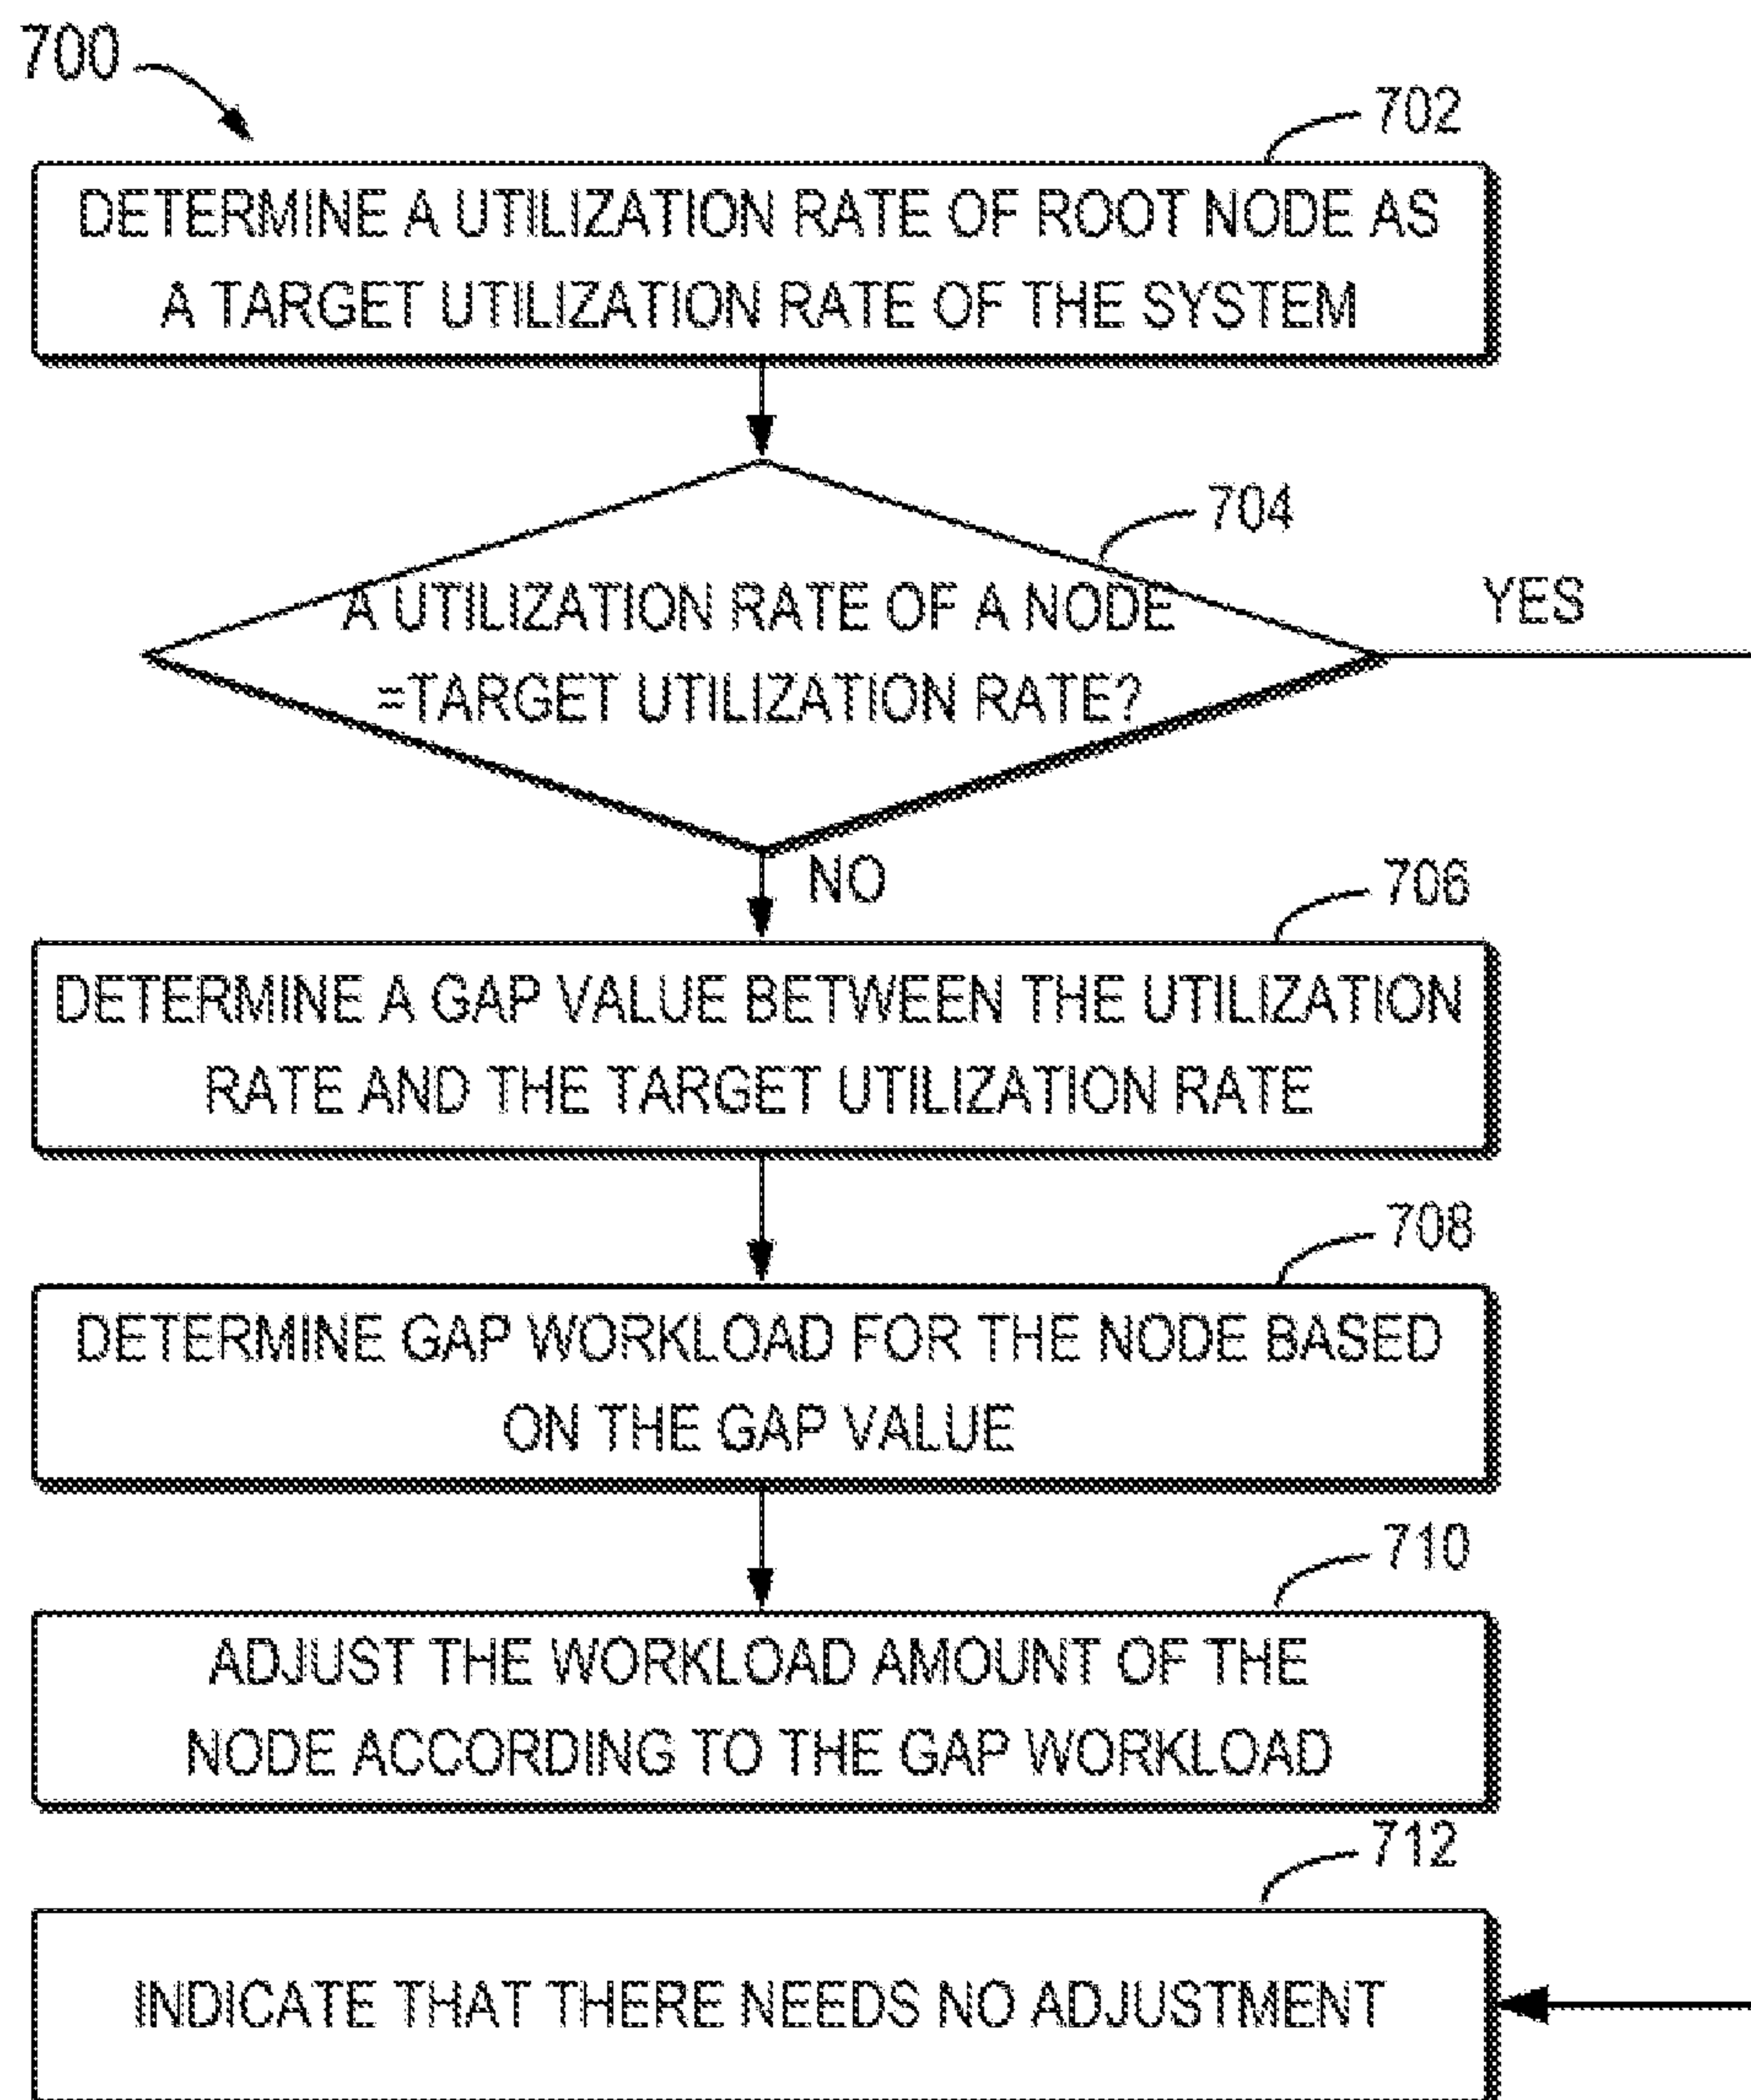 700
702
DETERMINE A UTILIZATION RATE OF ROOT NODE AS
A TARGET UTILIZATION RATE OF THE SYSTEM
704
A UTILIZATION RATE OF A NODE
=TARGET UTILIZATION RATE?
YES
NO
706
DETERMINE A GAP VALUE BETWEEN THE UTILIZATION
RATE AND THE TARGET UTILIZATION RATE
708
DETERMINE GAP WORKLOAD FOR THE NODE BASED
ON THE GAP VALUE
710
ADJUST THE WORKLOAD AMOUNT OF THE
NODE ACCORDING TO THE GAP WORKLOAD
712
INDICATE THAT THERE NEEDS NO ADJUSTMENT